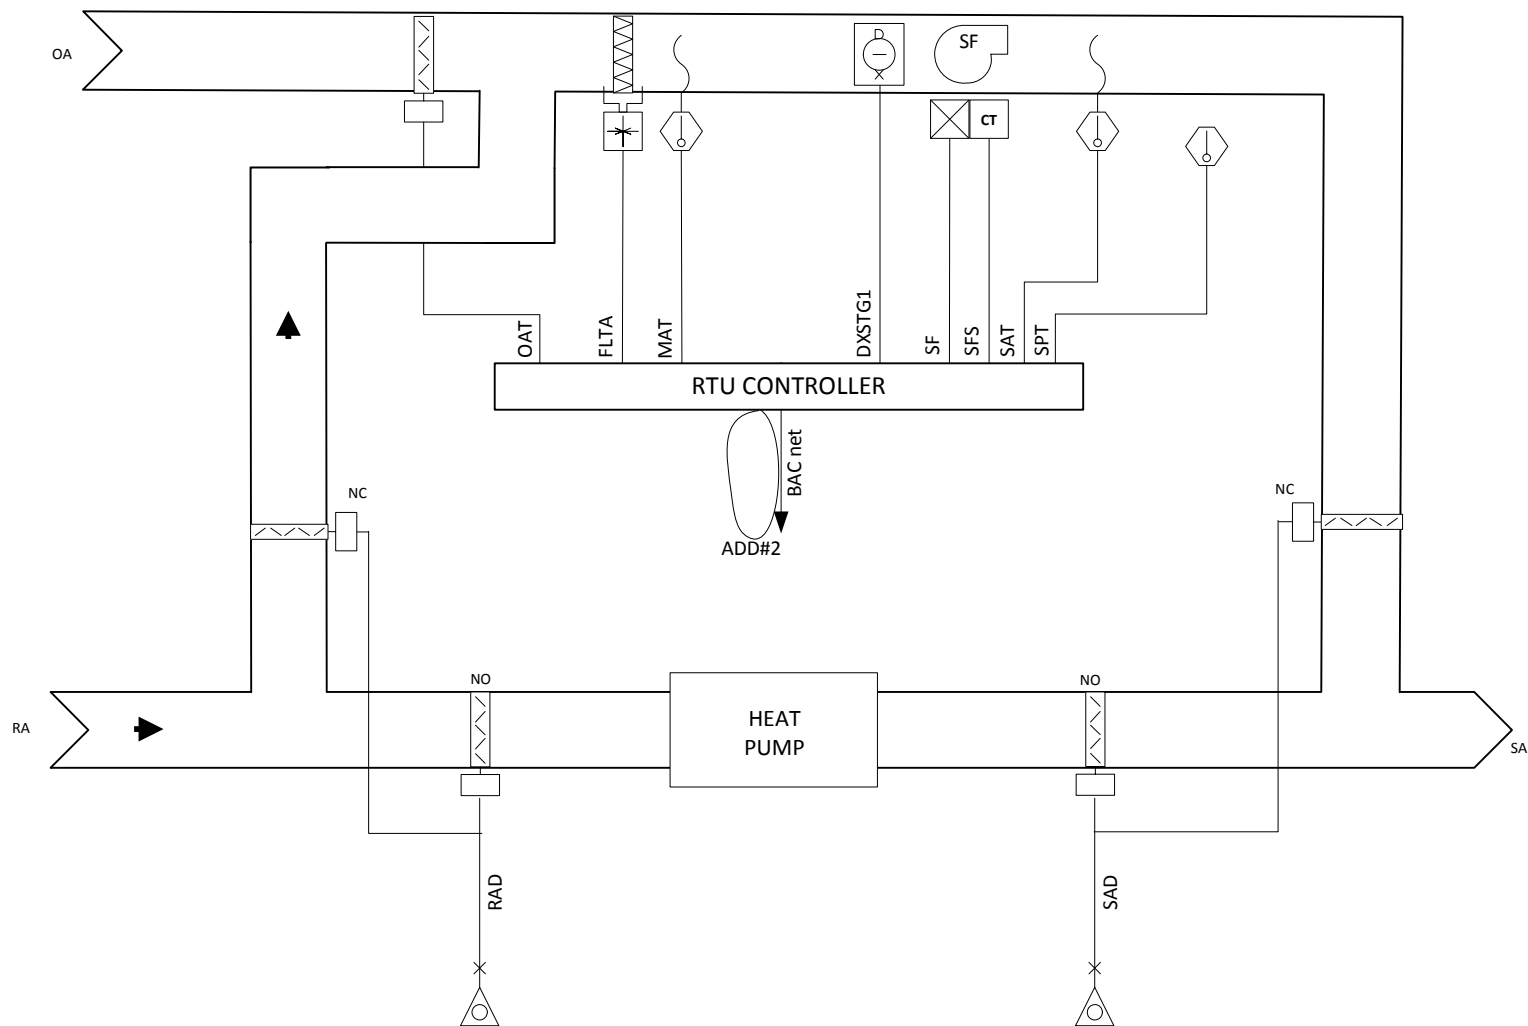 OA
D
SF
CT
OAT
FLTA
MAT
DXSTG1
SF
SFS
SAT
SPT
RTU CONTROLLER
BAC net
ADD#2
NC
NC
NO
NO
RA
HEAT
PUMP
SA
RAD
SAD